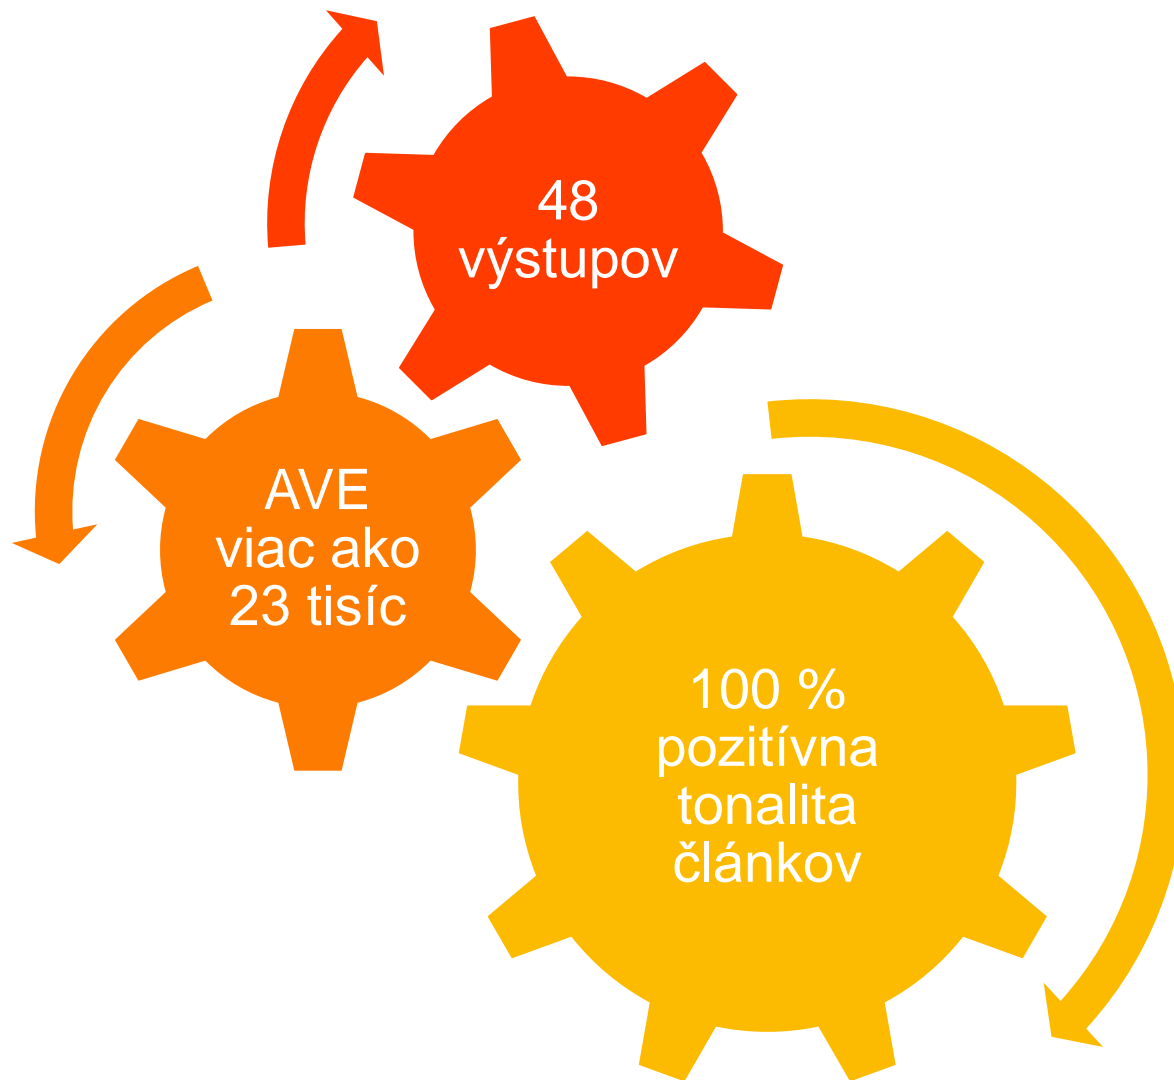 48
výstupov
AVE
viac ako
23 tisíc
100 %
pozitívna
tonalita
článkov